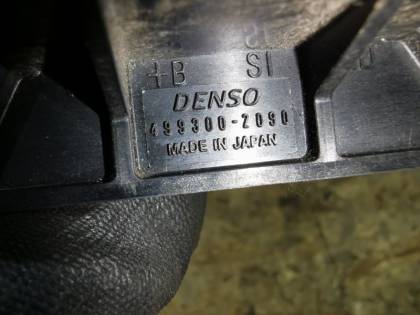 +B SI
DENSO
499300-2090
MADE IN JAPAN